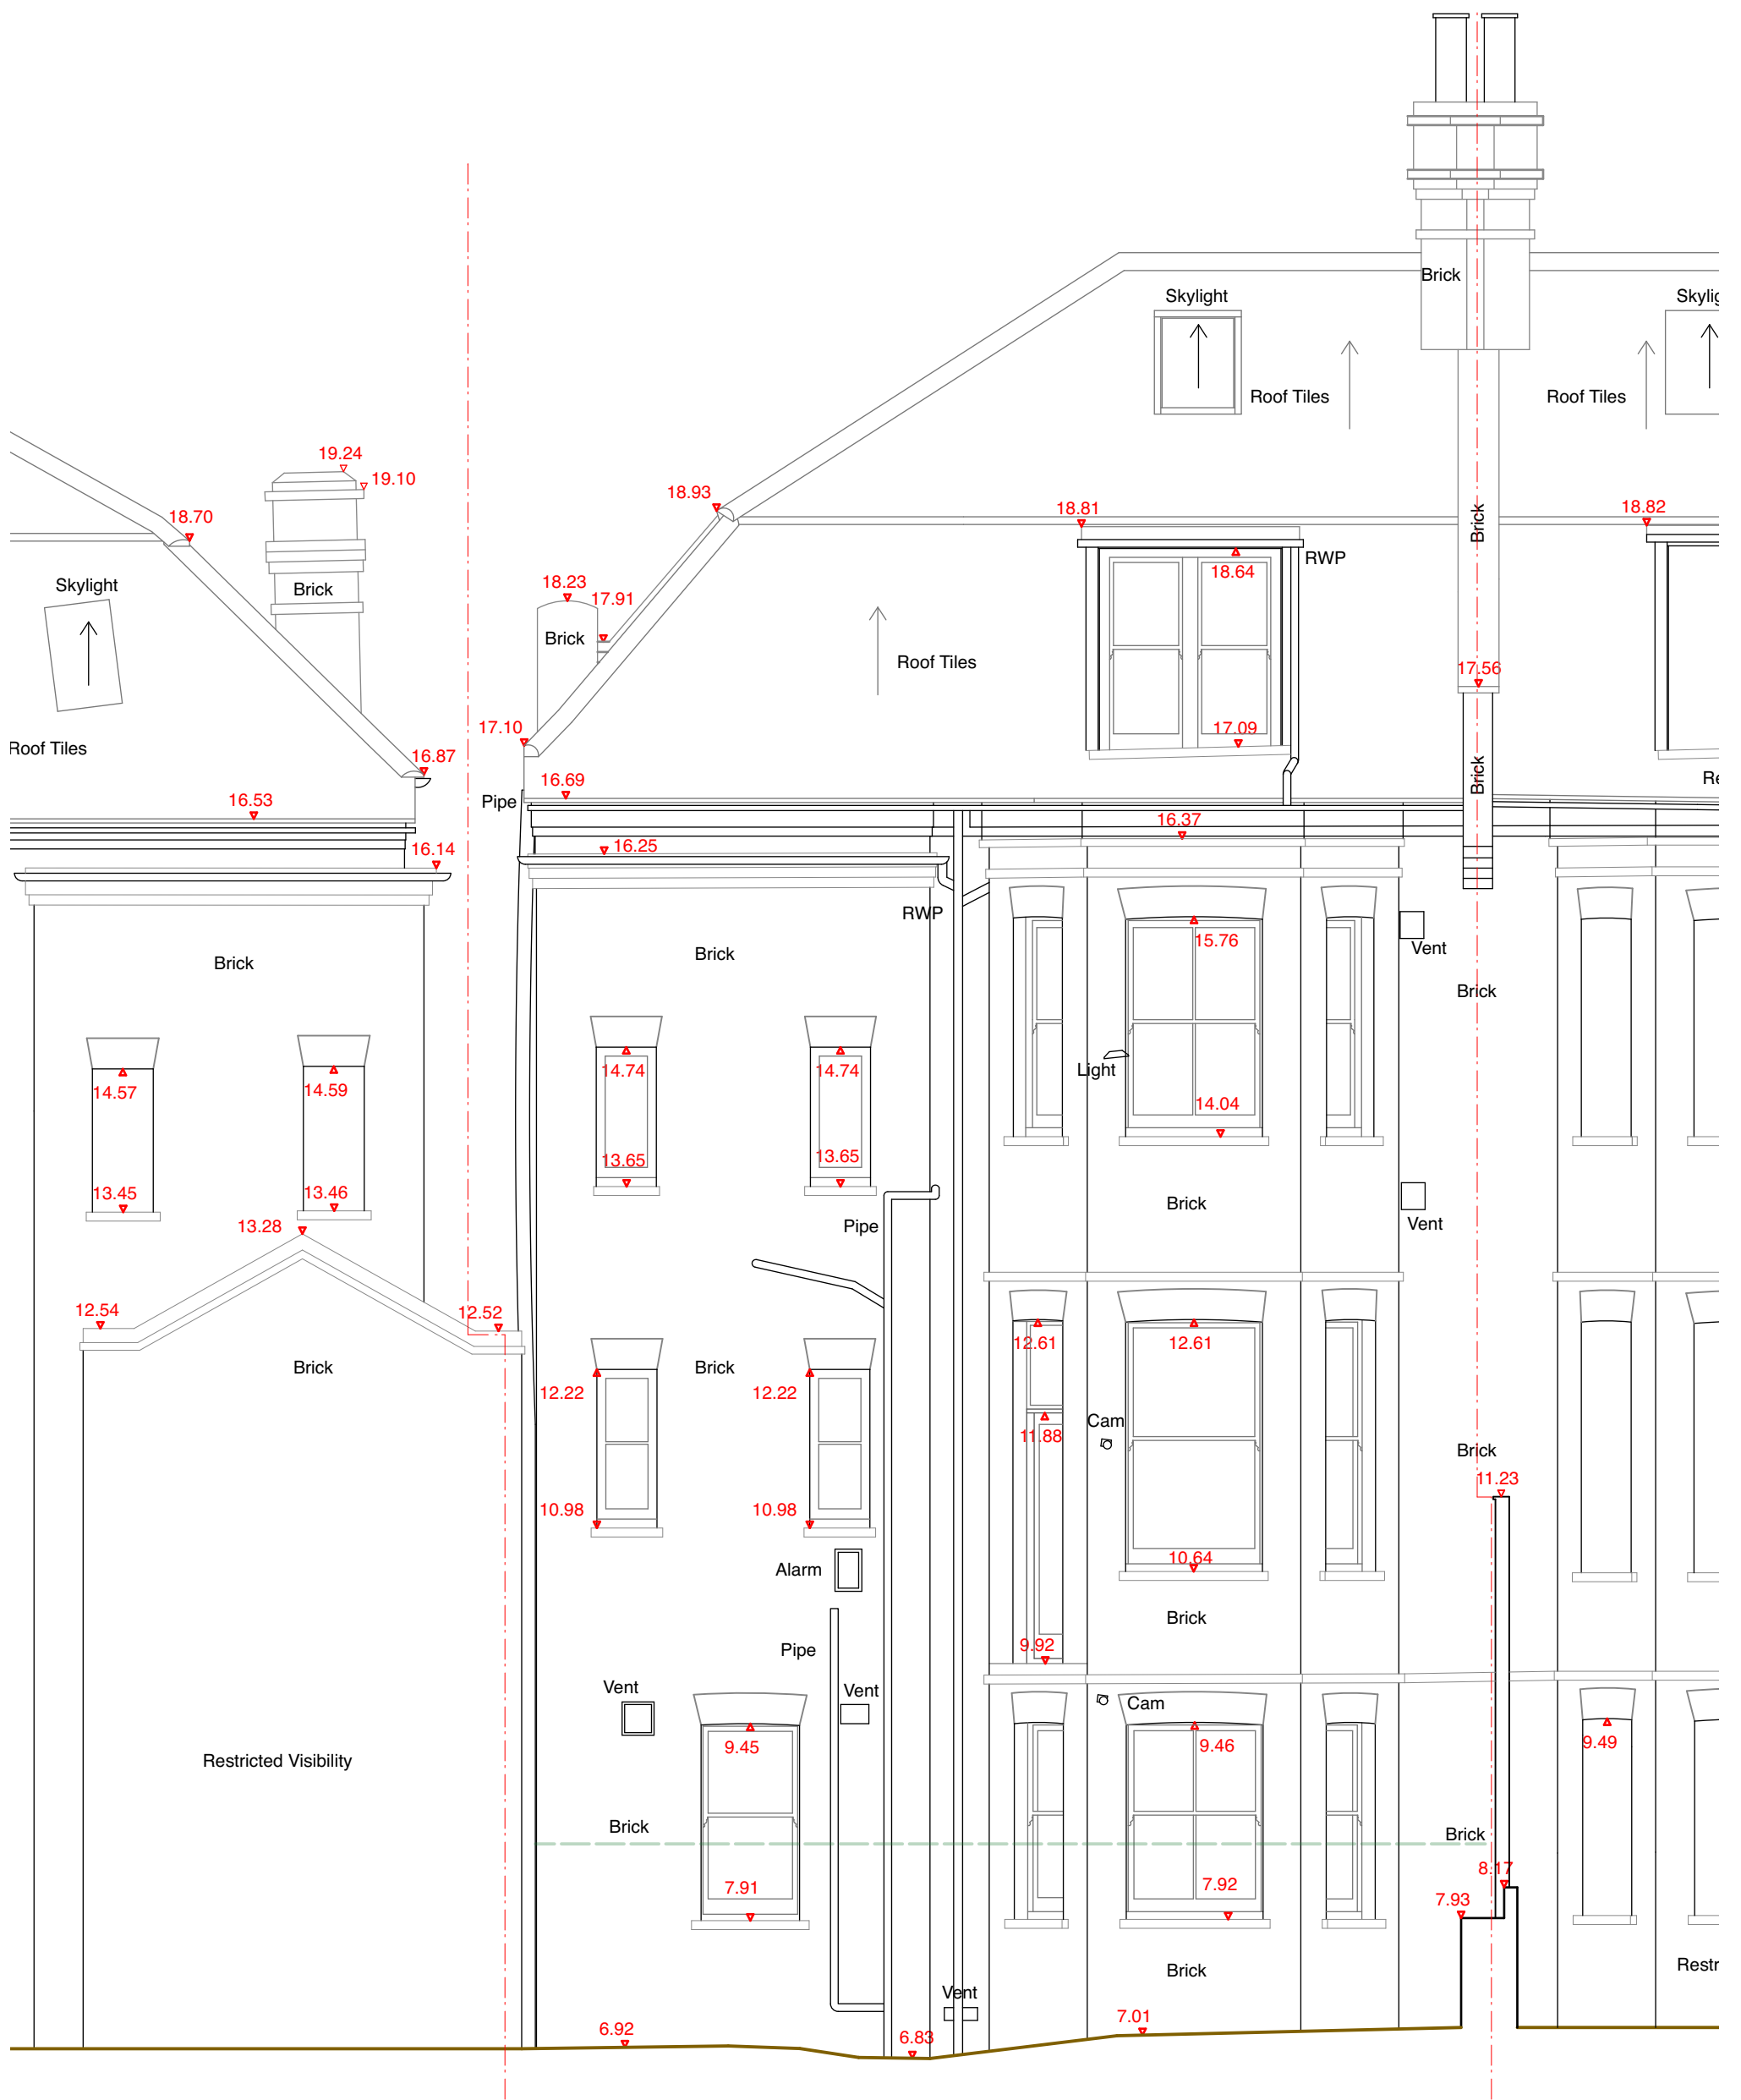 Skylight
Skylig
Brick
Roof Tiles
Roof Tiles
19.24
19.10
18.93
18.70
18.81
18.82
Brick
RWP
18.64
Skylight
Brick
18.23
17.91
Brick
Roof Tiles
17.56
17.10
17.09
Roof Tiles
16.87
Brick
Re
16.69
Pipe
16.53
16.37
16.25
16.14
RWP
15.76
Vent
Brick
Brick
Brick
Light
14.57
14.59
14.74
14.74
14.04
13.45
13.46
13.65
13.65
Brick
13.28
Pipe
Vent
12.54
12.52
12.61
12.61
Brick
Brick
12.22
12.22
Cam
11.88
Brick
11.23
10.98
10.98
10.64
Alarm
Brick
9.92
Pipe
Vent
Vent
Cam
9.45
9.46
9.49
Restricted Visibility
Brick
Brick
8.17
7.91
7.92
7.93
Brick
Restr
Vent
7.01
6.92
6.83